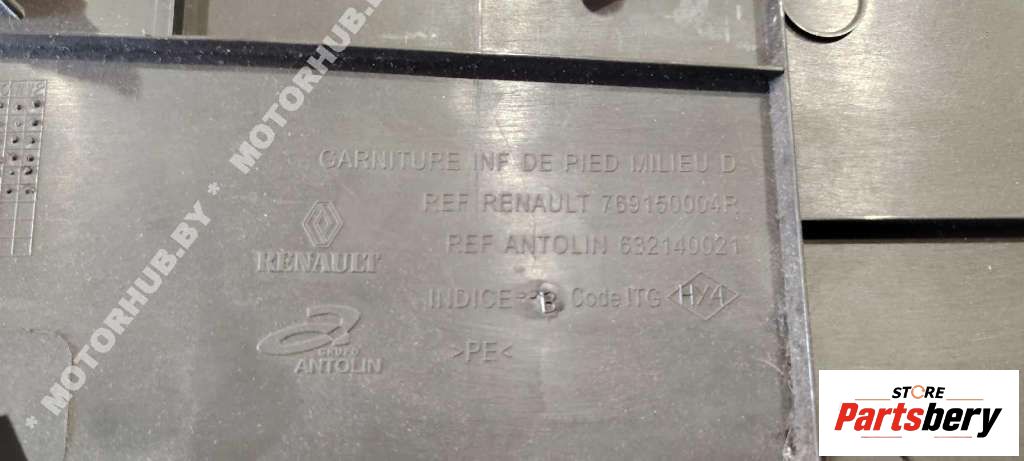 GARNITURE INF DE PIED MILIEU D
REF RENAULT 769150004R
REF ANTOLIN 632140021
INDICE B Code ITG H/4
>PE<
RENAULT
GRUPO
ANTOLIN
* MOTORHUB.BY * MOTORHUB.BY
STORE
Partsbery